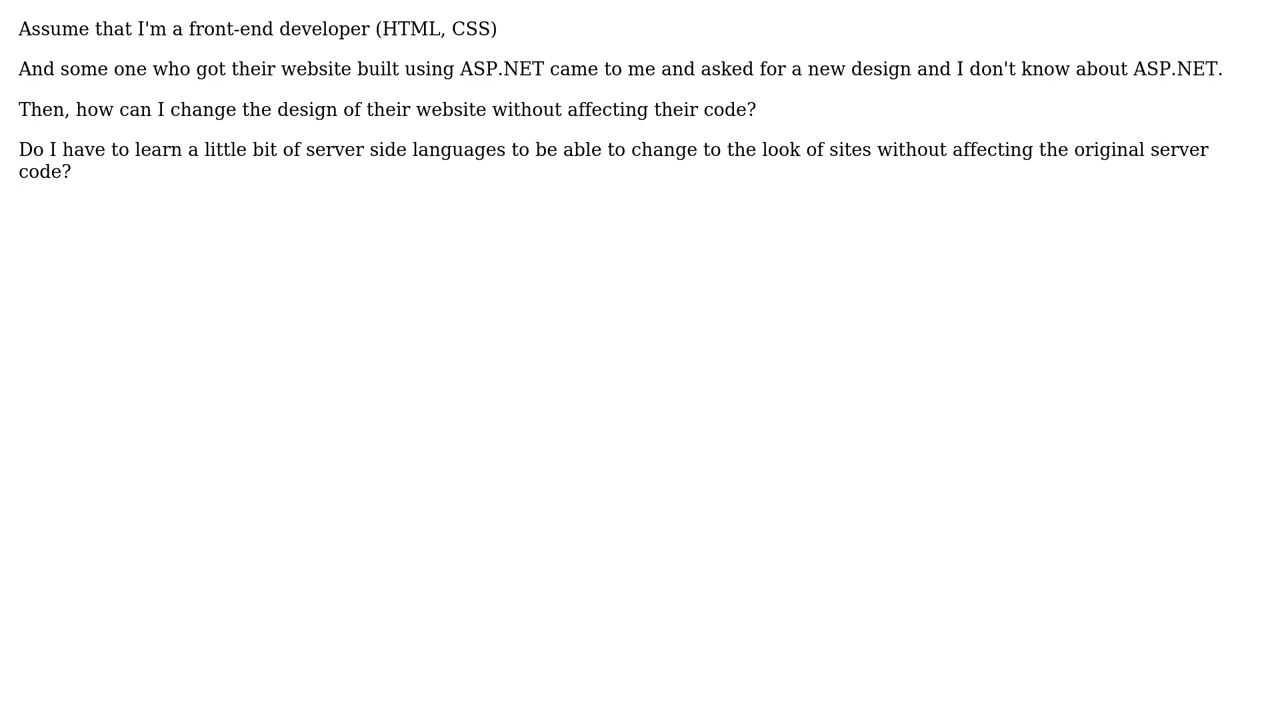 Assume that I'm a front-end developer (HTML, CSS)
And some one who got their website built using ASP.NET came to me and asked for a new design and I don't know about ASP.NET.
Then, how can I change the design of their website without affecting their code?
Do I have to learn a little bit of server side languages to be able to change to the look of sites without affecting the original server
code?